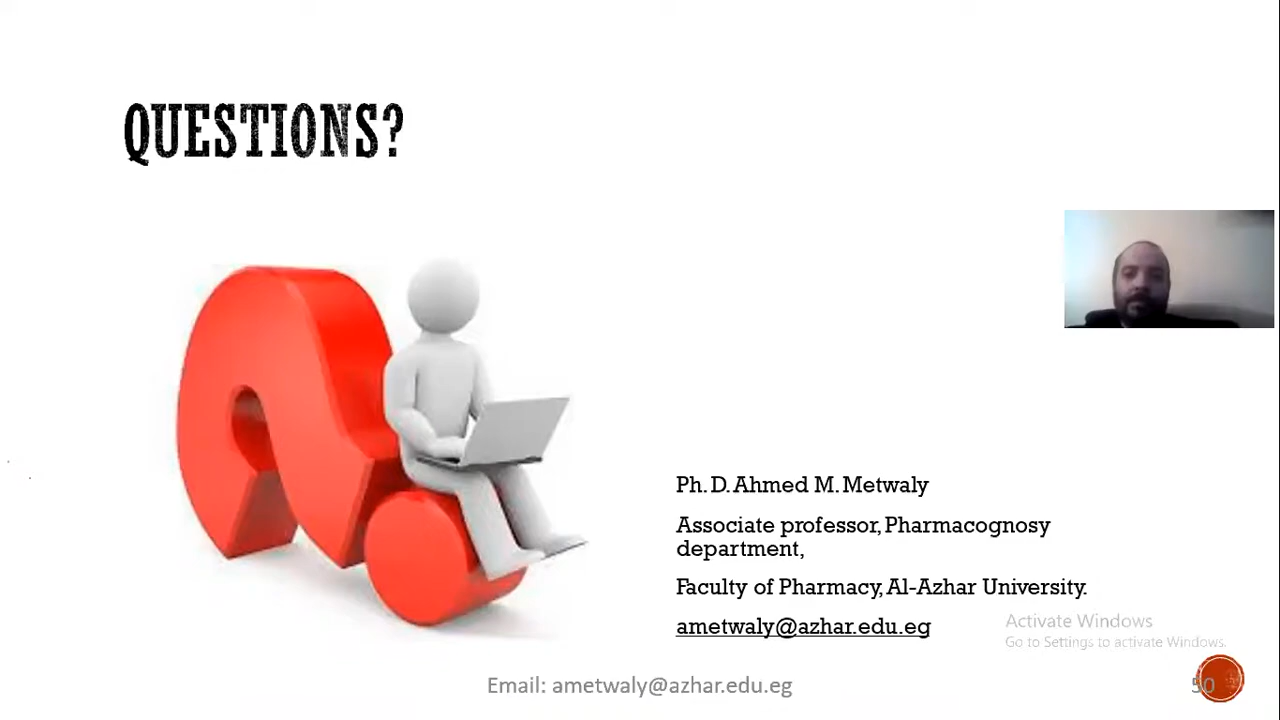 QUESTIONS?
Ph. D. Ahmed M. Metwaly
Associate professor, Pharmacognosy
department,
Faculty of Pharmacy, Al-Azhar University.
ametwaly@azhar.edu.eg
Activate Windows
Go to Settings to activate Windows.
Email: ametwaly@azhar.edu.eg
50